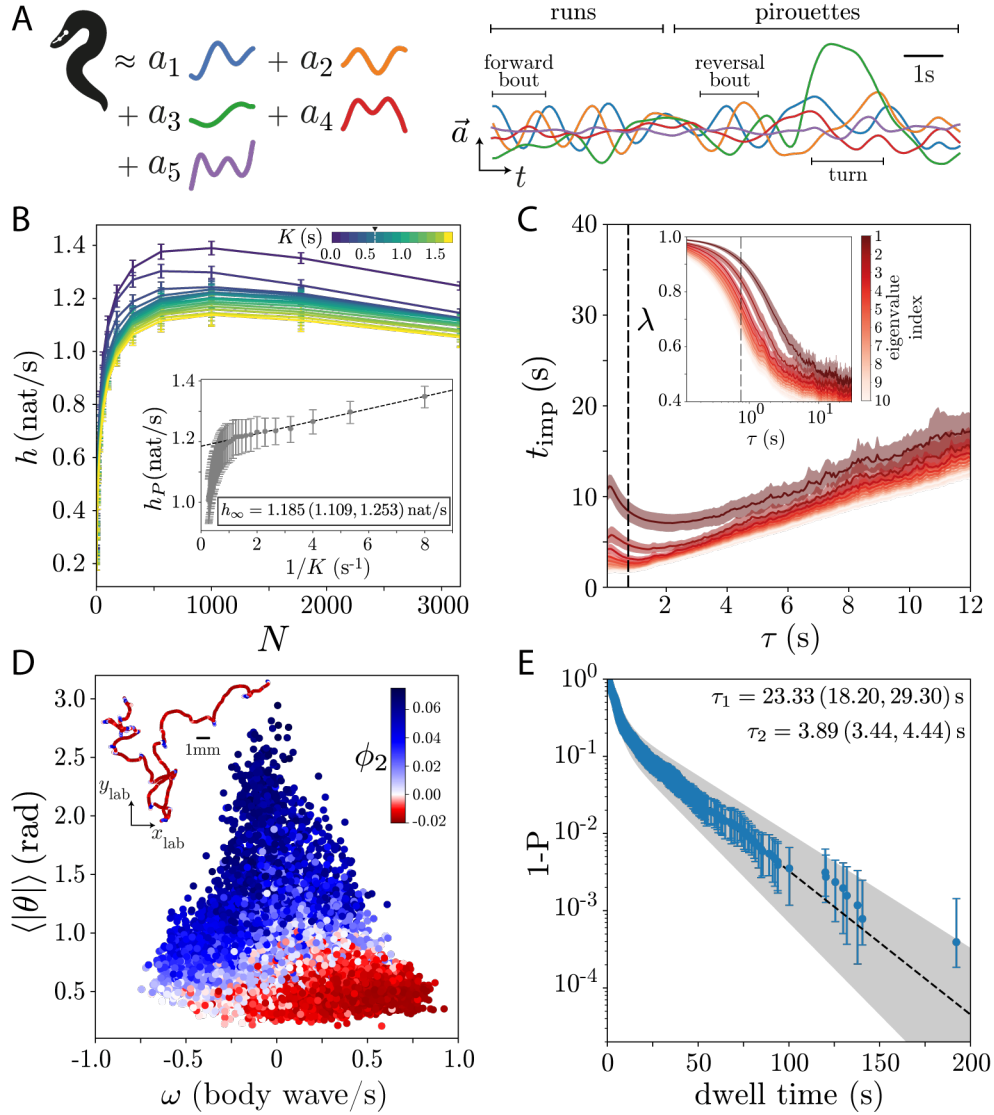 A
≈ a1 + a2
+ a3 + a4
+ a5
runs pirouettes
forward bout
reversal bout
1s
a⃗
t
turn
B
h (nat/s)
1.4
1.2
1.0
0.8
0.6
0.4
0.2
K (s)
0.0 0.5 1.0 1.5
1.4
1.2
1.0
hP(nat/s)
h∞ = 1.185 (1.109, 1.253) nat/s
0 2 4 6 8
1/K (s-1)
0 1000 2000 3000
N
C
timp (s)
40
35
30
25
20
15
10
5
0
λ
1.0
0.8
0.6
0.4
10⁰ 10¹
τ (s)
1
2
3
4
5
6
7
8
9
10
eigenvalue
index
0 2 4 6 8 10 12
τ (s)
D
⟨|θ|⟩ (rad)
3.0
2.5
2.0
1.5
1.0
0.5
1mm
ylab
xlab
ϕ2
0.06
0.04
0.02
0.00
-0.02
-1.0 -0.5 0 0.5 1.0
ω (body wave/s)
E
1-P
10⁰
10⁻¹
10⁻²
10⁻³
10⁻⁴
τ1 = 23.33 (18.20, 29.30) s
τ2 = 3.89 (3.44, 4.44) s
0 50 100 150 200
dwell time (s)